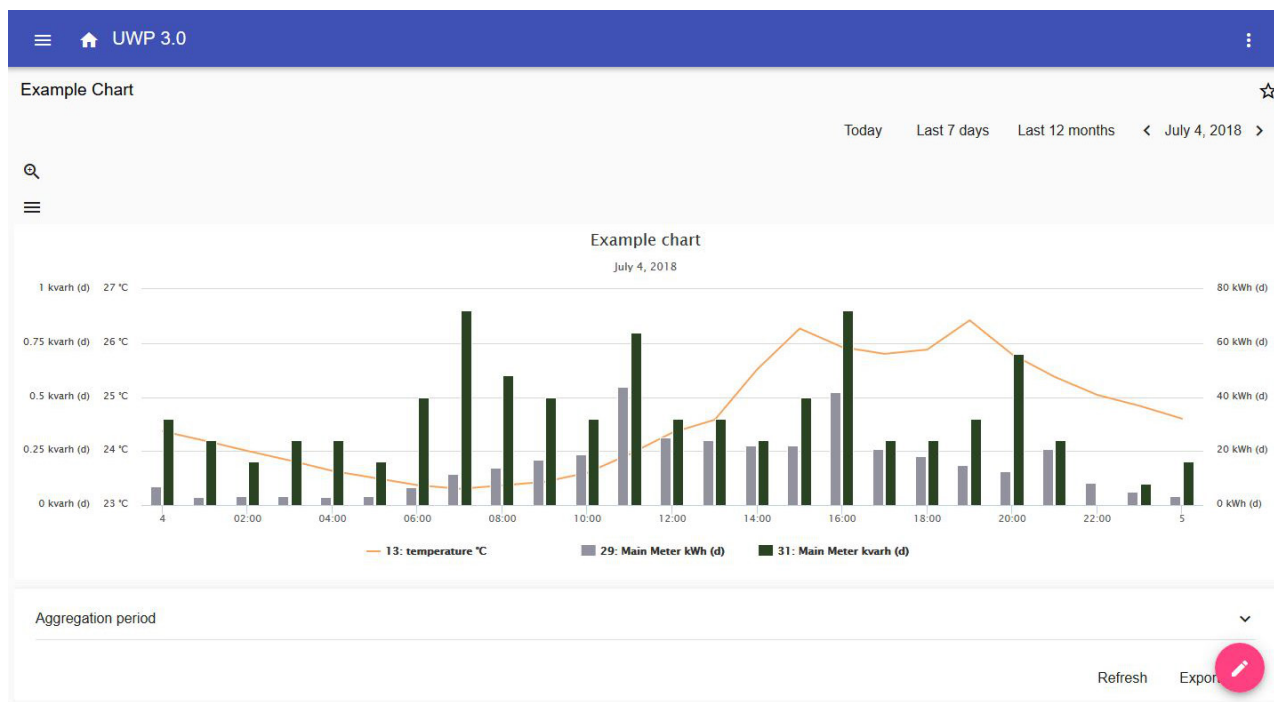 UWP 3.0
Example Chart
Today Last 7 days Last 12 months July 4, 2018
Example chart
July 4, 2018
1 kvarh (d) 27 °C 80 kWh (d)
0.75 kvarh (d) 26 °C 60 kWh (d)
0.5 kvarh (d) 25 °C 40 kWh (d)
0.25 kvarh (d) 24 °C 20 kWh (d)
0 kvarh (d) 23 °C 0 kWh (d)
4 02:00 04:00 06:00 08:00 10:00 12:00 14:00 16:00 18:00 20:00 22:00 5
13: temperature °C 29: Main Meter kWh (d) 31: Main Meter kvarh (d)
Aggregation period
Refresh